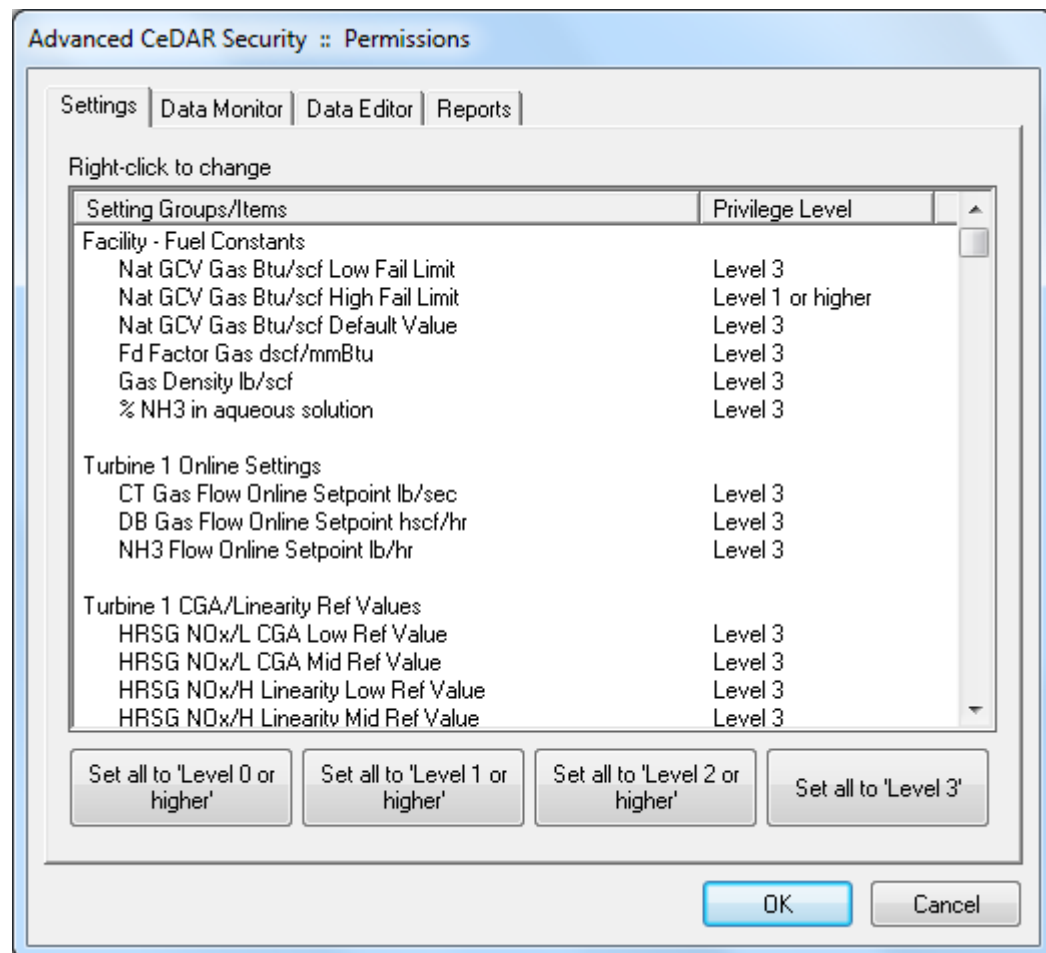 Advanced CeDAR Security :: Permissions
Settings Data Monitor Data Editor Reports
Right-click to change
Setting Groups/Items Privilege Level
Facility - Fuel Constants
Nat GCV Gas Btu/scf Low Fail Limit Level 3
Nat GCV Gas Btu/scf High Fail Limit Level 1 or higher
Nat GCV Gas Btu/scf Default Value Level 3
Fd Factor Gas dscf/mmBtu Level 3
Gas Density lb/scf Level 3
% NH3 in aqueous solution Level 3
Turbine 1 Online Settings
CT Gas Flow Online Setpoint lb/sec Level 3
DB Gas Flow Online Setpoint hscf/hr Level 3
NH3 Flow Online Setpoint lb/hr Level 3
Turbine 1 CGA/Linearity Ref Values
HRSG NOx/L CGA Low Ref Value Level 3
HRSG NOx/L CGA Mid Ref Value Level 3
HRSG NOx/H Linearity Low Ref Value Level 3
HRSG NOx/H Linearity Mid Ref Value Level 3
Set all to 'Level 0 or
higher'
Set all to 'Level 1 or
higher'
Set all to 'Level 2 or
higher'
Set all to 'Level 3'
OK Cancel